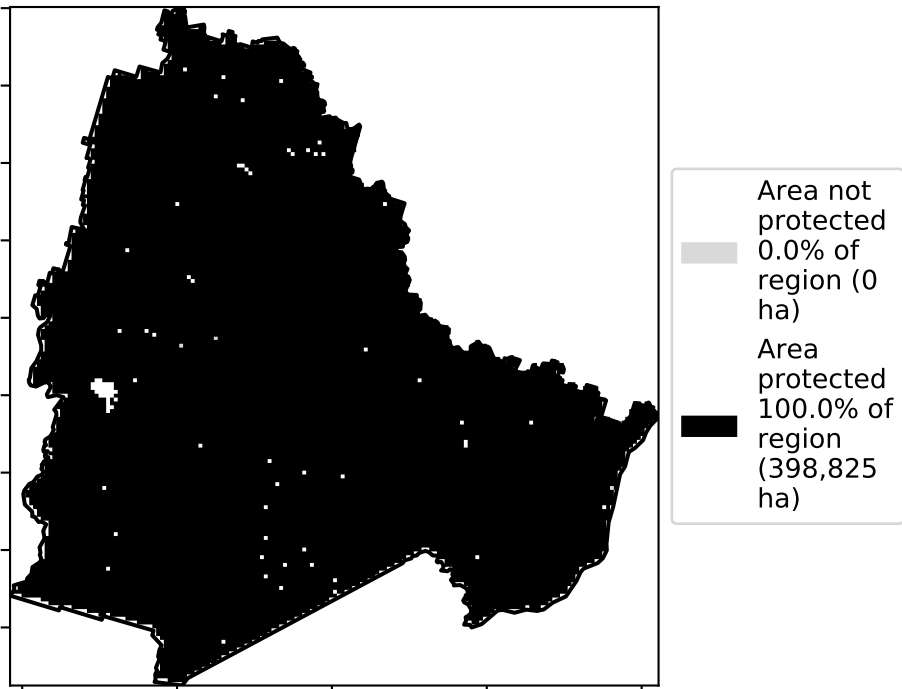 Area not
protected
0.0% of
region (0
ha)
Area
protected
100.0% of
region
(398,825
ha)